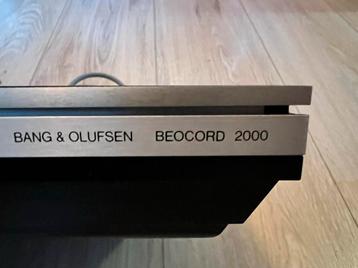 BANG & OLUFSEN BEOCORD 2000